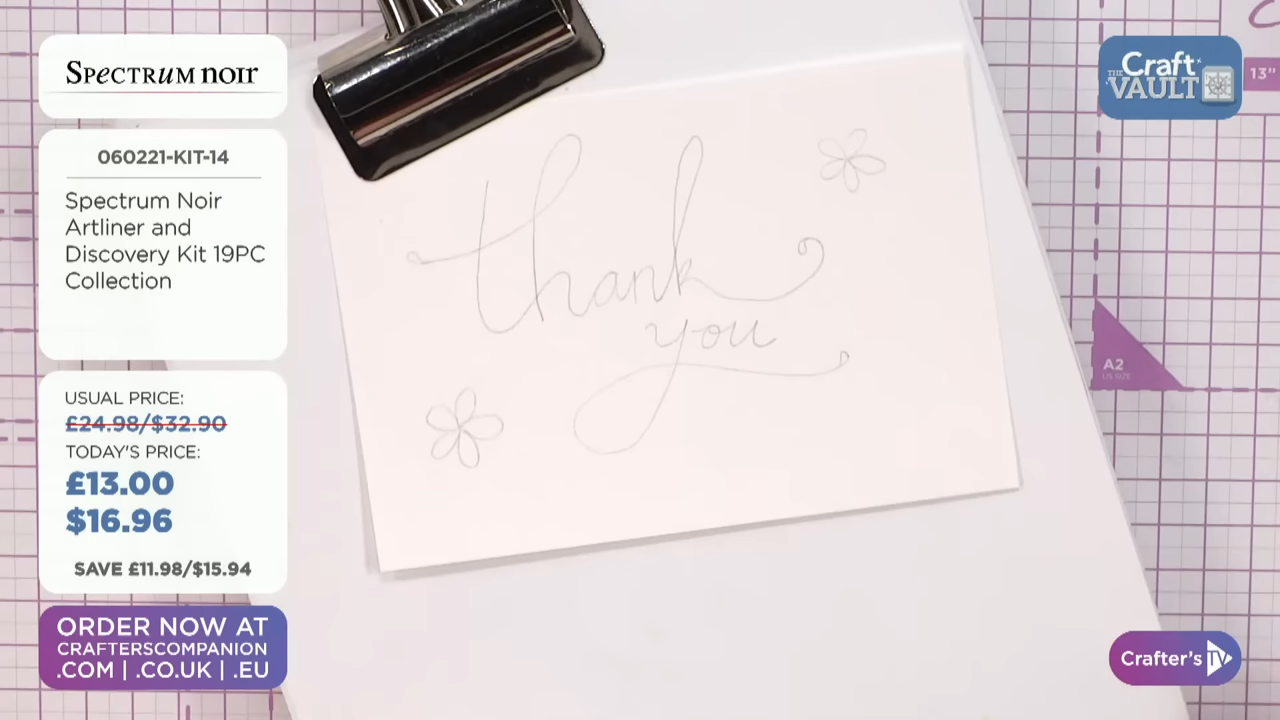 Spectrum noir
060221-KIT-14
Spectrum Noir
Artliner and
Discovery Kit 19PC
Collection
USUAL PRICE:
£24.98/$32.90
TODAY'S PRICE:
£13.00
$16.96
SAVE £11.98/$15.94
ORDER NOW AT
CRAFTERSCOMPANION
.COM | .CO.UK | .EU
thank
you
THE Craft
VAULT
13"
A2
US SIZE
Crafter's TV